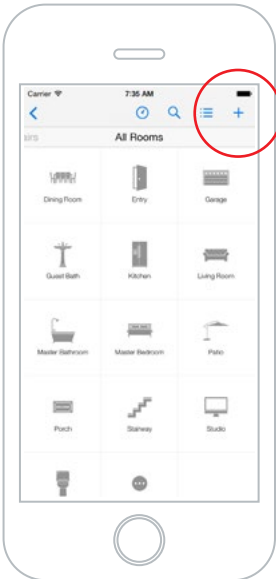 Carrier 7:35 AM
airs All Rooms
Dining Room Entry Garage
Guest Bath Kitchen Living Room
Master Bathroom Master Bedroom Patio
Porch Stairway Studio